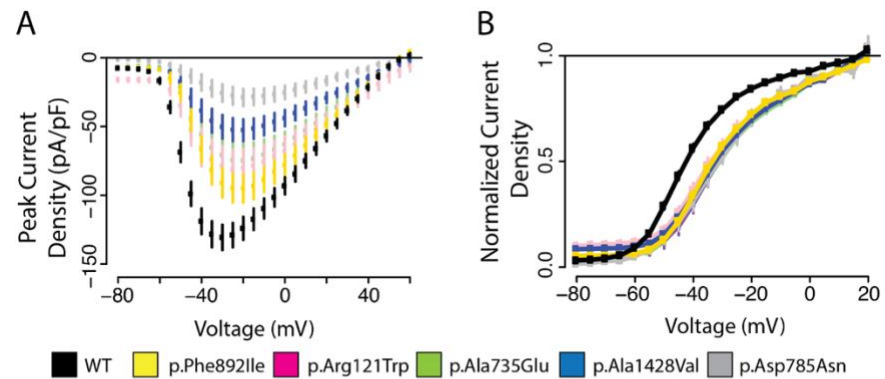 A
B
Peak Current
Density (pA/pF)
0
−50
−100
−150
−80
−40
0
40
Voltage (mV)
Normalized Current
Density
1.0
0.5
0.0
−80
−60
−40
−20
0
20
Voltage (mV)
WT
p.Phe892Ile
p.Arg121Trp
p.Ala735Glu
p.Ala1428Val
p.Asp785Asn